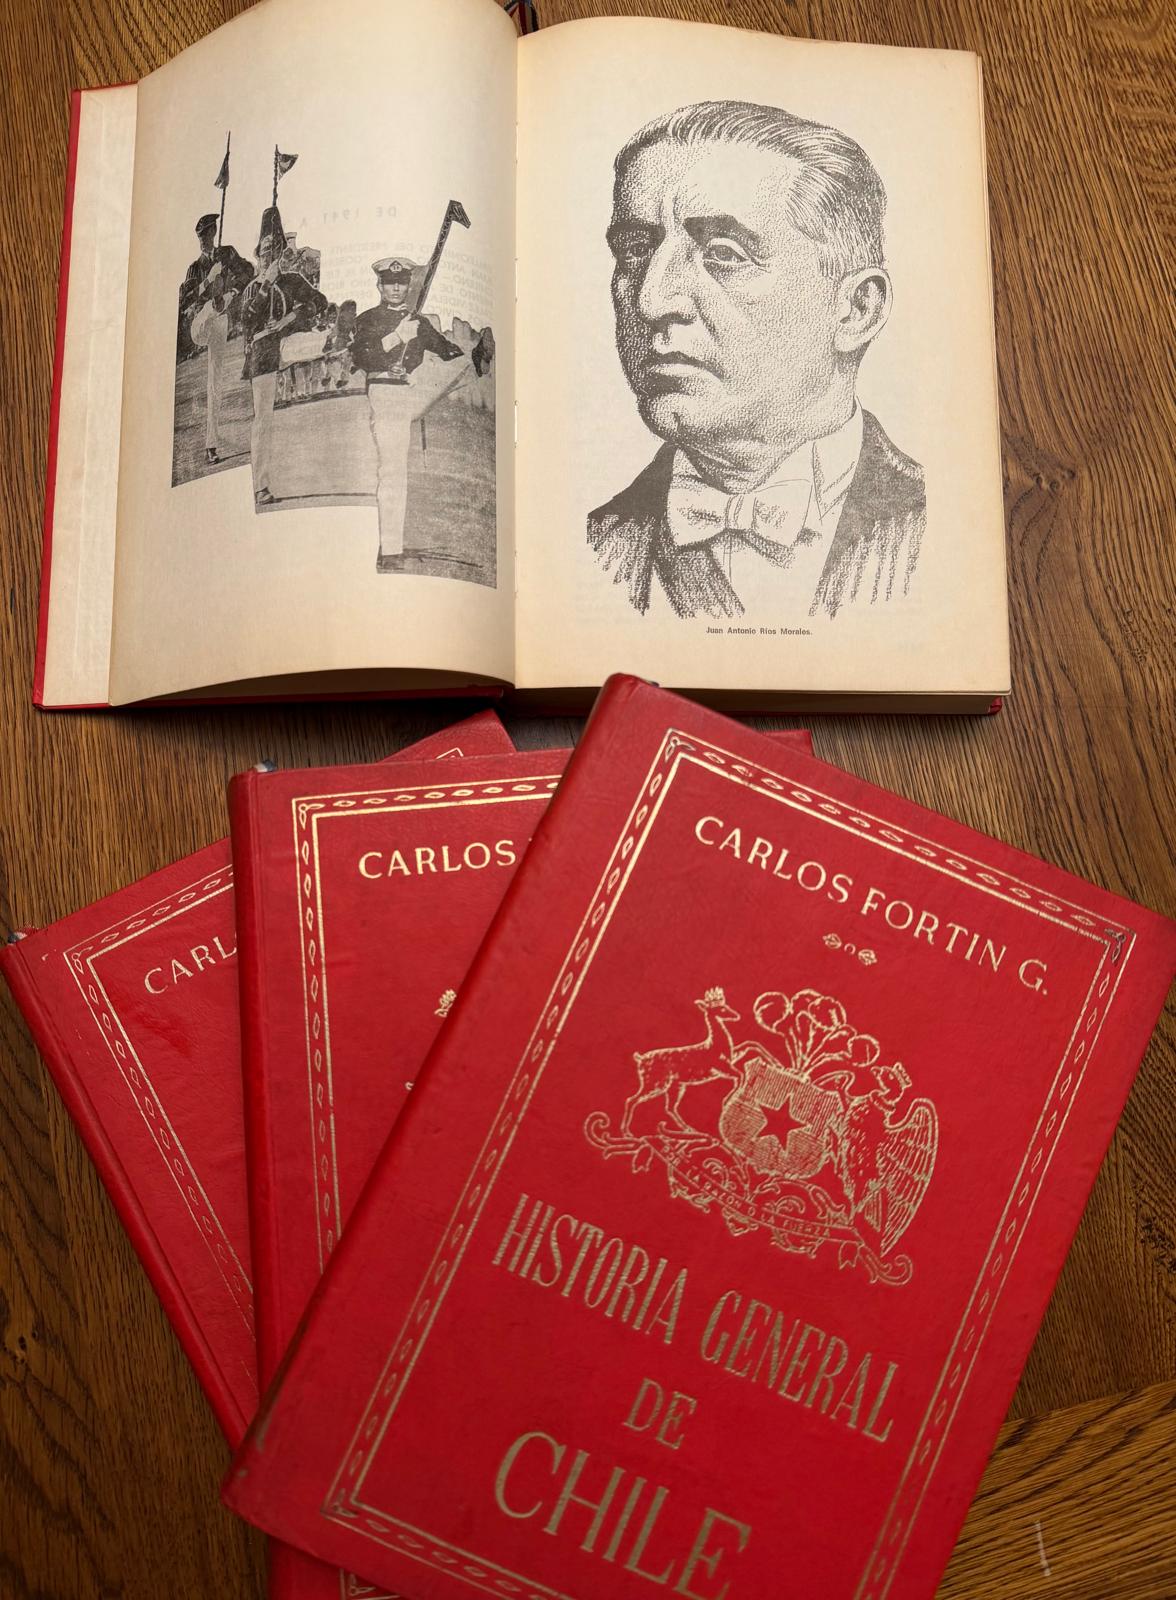 Juan Antonio Ríos Morales.
CARLOS FORTIN G.
HISTORIA GENERAL
DE
CHILE
CARLOS
CARL